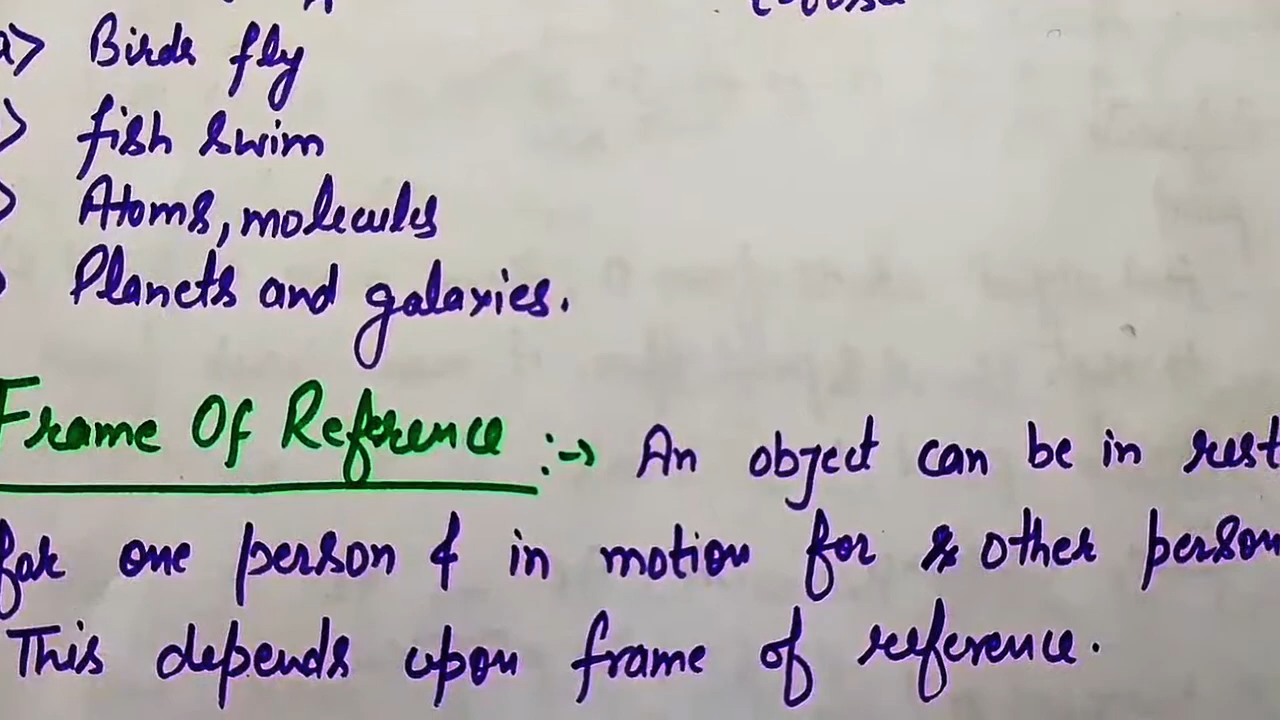 a> Birds fly
> fish swim
> Atoms, molecules
> Planets and galaxies.
Frame Of Reference :-> An object can be in rest
for one person & in motion for other person
This depends upon frame of reference.